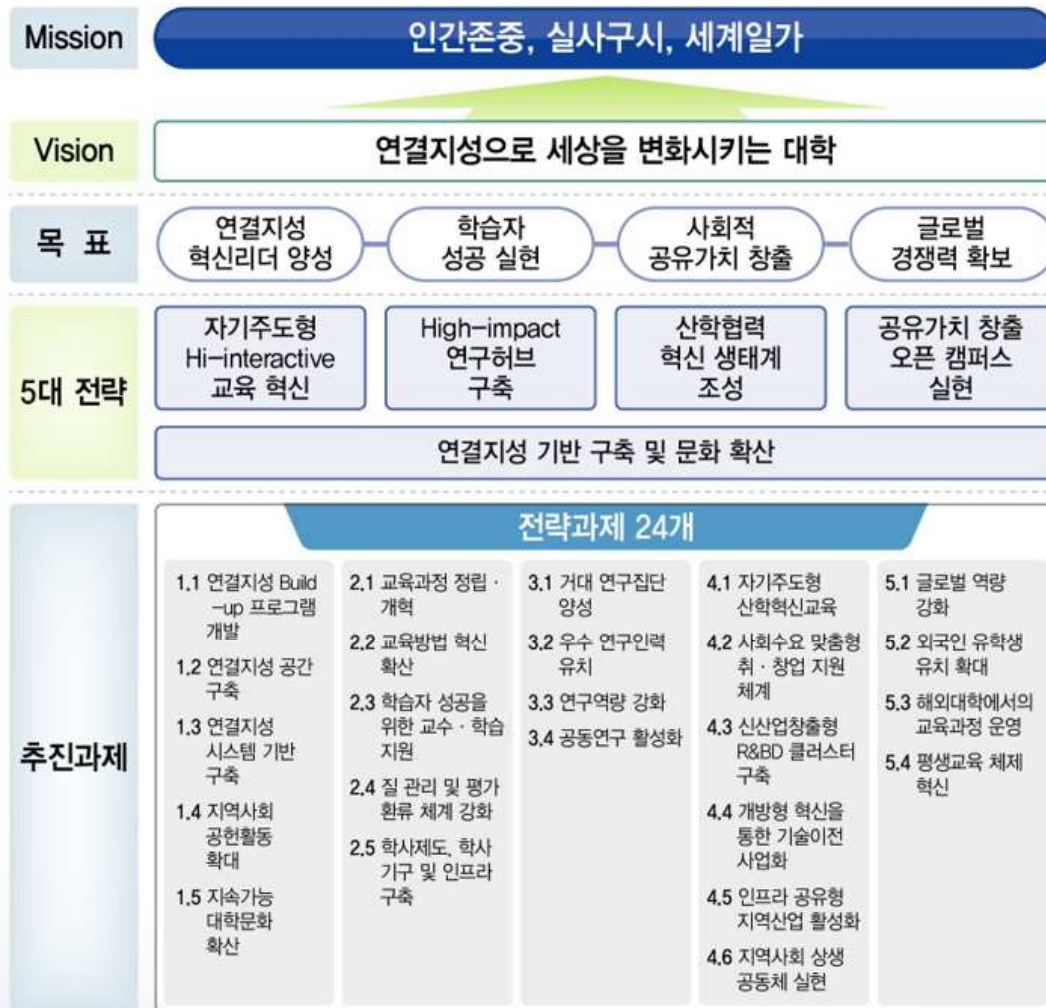 Mission
인간존중, 실사구시, 세계일가
Vision
연결지성으로 세상을 변화시키는 대학
목 표
연결지성
혁신리더 양성
학습자
성공 실현
사회적
공유가치 창출
글로벌
경쟁력 확보
5대 전략
자기주도형
Hi-interactive
교육 혁신
High-impact
연구허브
구축
산학협력
혁신 생태계
조성
공유가치 창출
오픈 캠퍼스
실현
연결지성 기반 구축 및 문화 확산
추진과제
전략과제 24개
1.1 연결지성 Build
-up 프로그램
개발
1.2 연결지성 공간
구축
1.3 연결지성
시스템 기반
구축
1.4 지역사회
공헌활동
확대
1.5 지속가능
대학문화
확산
2.1 교육과정 정립 ·
개혁
2.2 교육방법 혁신
확산
2.3 학습자 성공을
위한 교수 · 학습
지원
2.4 질 관리 및 평가
환류 체계 강화
2.5 학사제도, 학사
기구 및 인프라
구축
3.1 거대 연구집단
양성
3.2 우수 연구인력
유치
3.3 연구역량 강화
3.4 공동연구 활성화
4.1 자기주도형
산학혁신교육
4.2 사회수요 맞춤형
취 · 창업 지원
체계
4.3 신산업창출형
R&BD 클러스터
구축
4.4 개방형 혁신을
통한 기술이전
사업화
4.5 인프라 공유형
지역산업 활성화
4.6 지역사회 상생
공동체 실현
5.1 글로벌 역량
강화
5.2 외국인 유학생
유치 확대
5.3 해외대학에서의
교육과정 운영
5.4 평생교육 체제
혁신